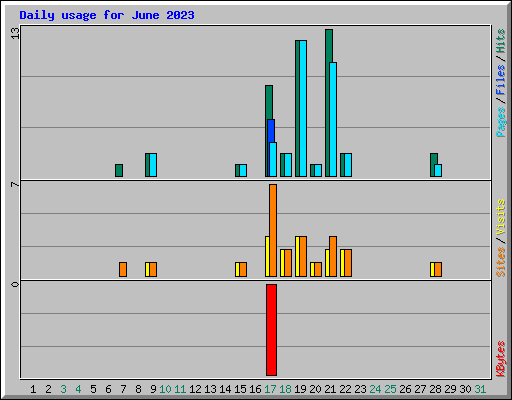 Daily usage for June 2023
13
7
0
Pages / Files / Hits
Sites / Visits
KBytes
1 2 3 4 5 6 7 8 9 10 11 12 13 14 15 16 17 18 19 20 21 22 23 24 25 26 27 28 29 30 31